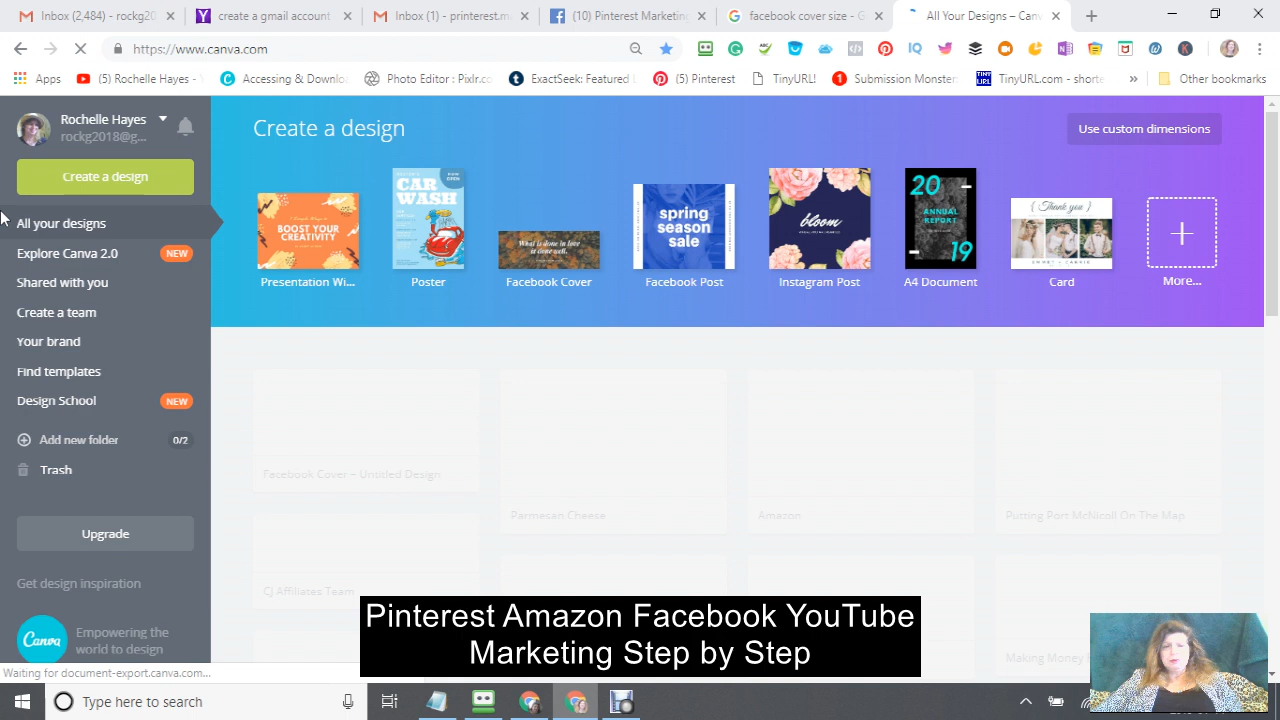 Inbox (2,484) - rockg20
create a gmail account
Inbox (1) - printerest.m
(10) Pinterest Marketing
facebook cover size - G
All Your Designs – Canv
https://www.canva.com
Apps
(5) Rochelle Hayes -
Accessing & Downlo
Photo Editor : Pixlr.co
ExactSeek: Featured L
(5) Pinterest
TinyURL!
Submission Monster
TinyURL.com - shorte
Other bookmarks
Rochelle Hayes
rockg2018@g...
Create a design
All your designs
Explore Canva 2.0
NEW
Shared with you
Create a team
Your brand
Find templates
Design School
NEW
Add new folder
0/2
Trash
Upgrade
Get design inspiration
Canva
Empowering the
world to design
Create a design
Use custom dimensions
BOOST YOUR
CREATIVITY
CAR
WASH
What is done in love
is done well.
spring
season
sale
bloom
20
ANNUAL
REPORT
19
{ Thank you }
Presentation Wi...
Poster
Facebook Cover
Facebook Post
Instagram Post
A4 Document
Card
More...
Facebook Cover – Untitled Design
Parmesan Cheese
Amazon
Putting Port McNicoll On The Map
CJ Affiliates Team
Making Money
Pinterest Amazon Facebook YouTube
Marketing Step by Step
Waiting for document-export.canva.com...
Type here to search